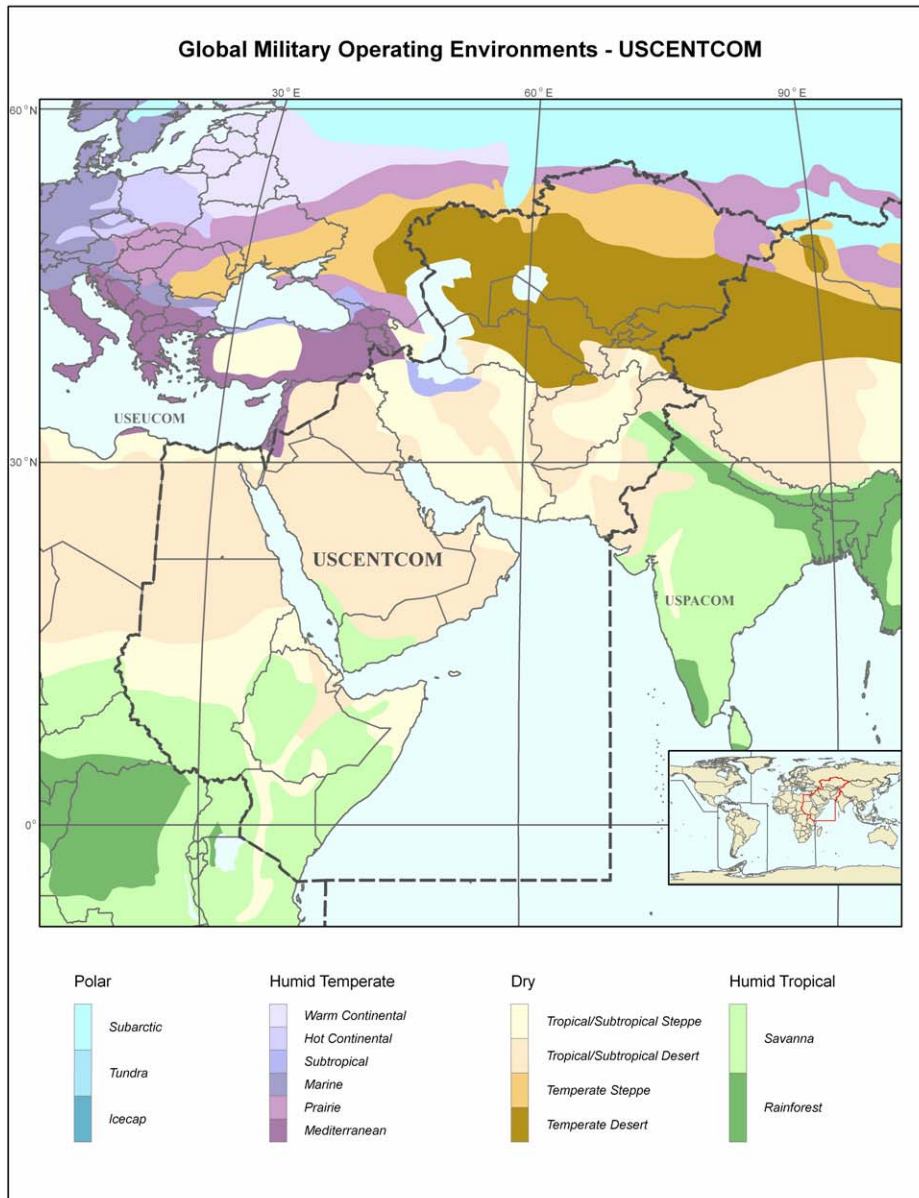 Global Military Operating Environments - USCENTCOM
30° E
60° E
90° E
60° N
USEUCOM
30° N
USCENTCOM
USPACOM
0°
Polar
Subarctic
Tundra
Icecap
Humid Temperate
Warm Continental
Hot Continental
Subtropical
Marine
Prairie
Mediterranean
Dry
Tropical/Subtropical Steppe
Tropical/Subtropical Desert
Temperate Steppe
Temperate Desert
Humid Tropical
Savanna
Rainforest